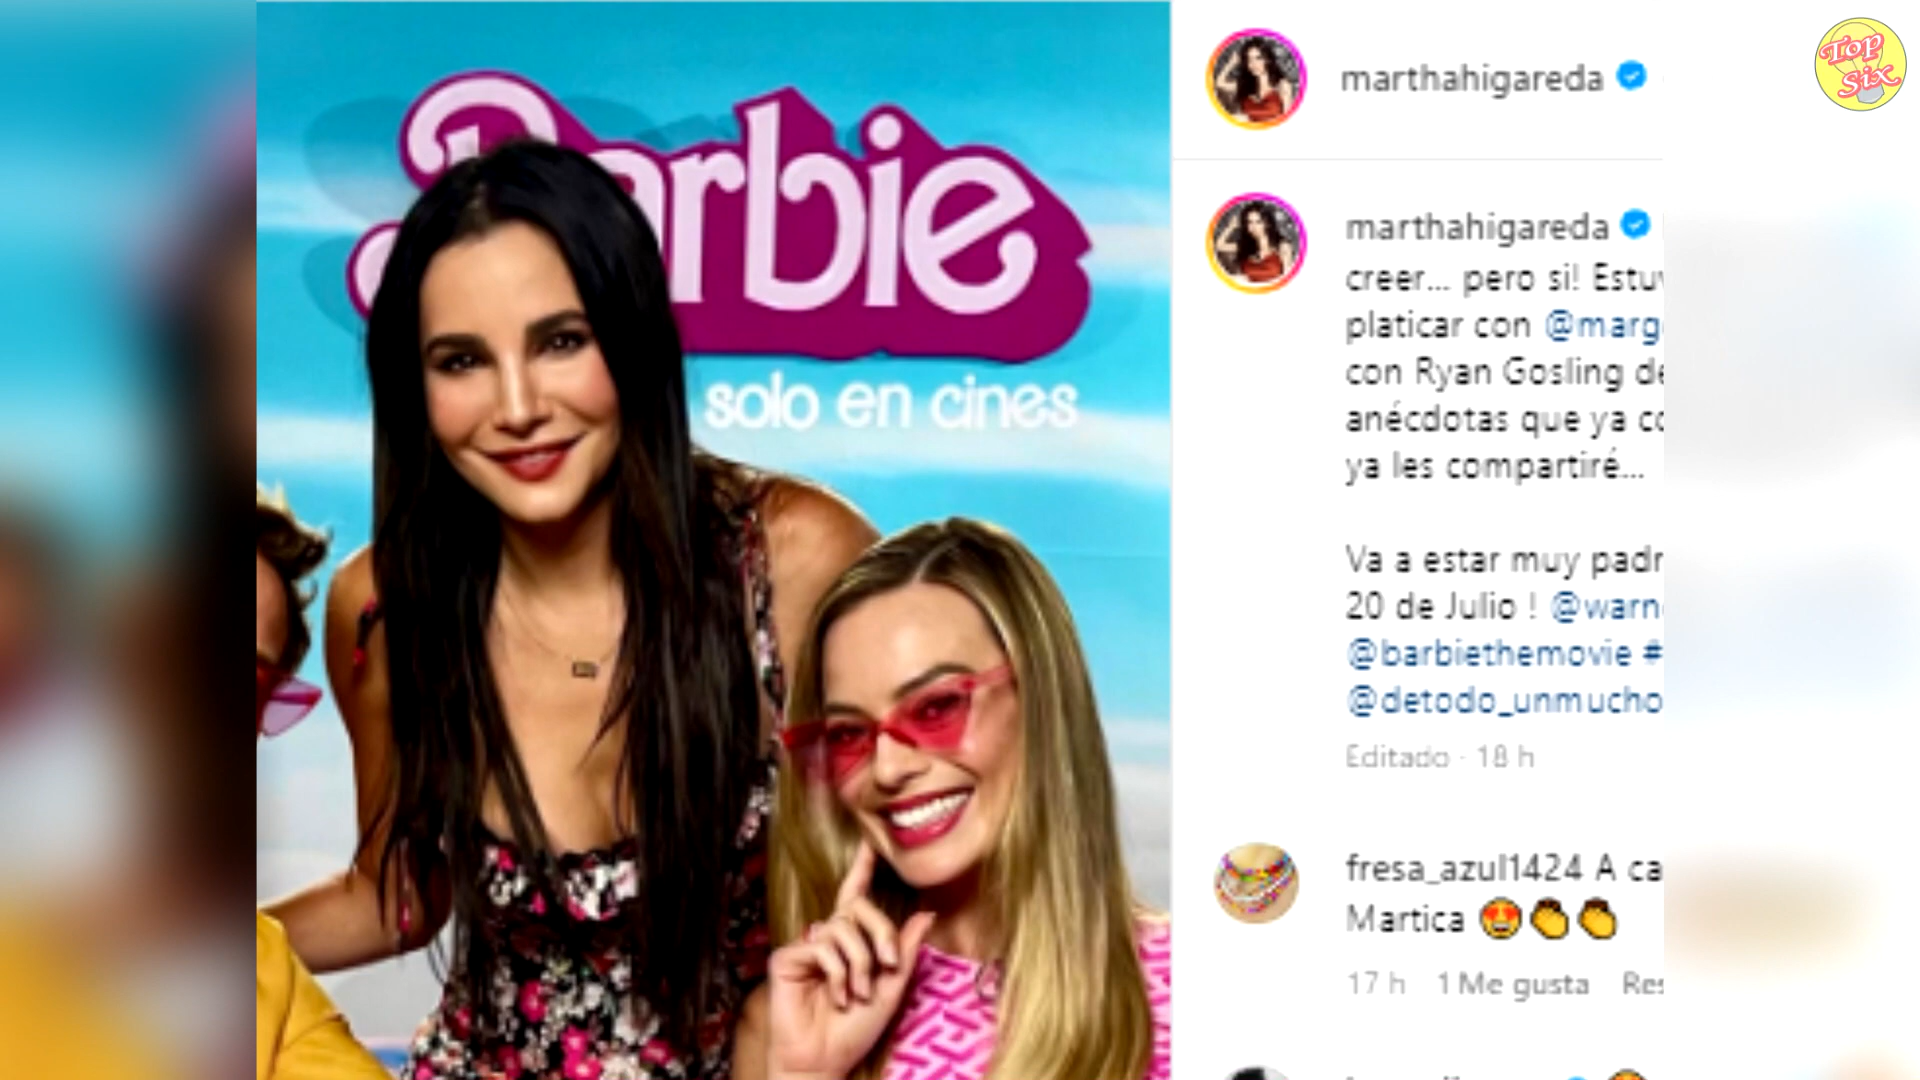 Barbie
solo en cines
marthahigareda
Top
Six
marthahigareda
creer... pero si! Estuv
platicar con @marg
con Ryan Gosling de
anécdotas que ya co
ya les compartiré...
Va a estar muy padr
20 de Julio ! @warn
@barbiethemovie #
@detodo_unmucho
Editado · 18 h
fresa_azul1424 A ca
Martica 😍👏👏
17 h 1 Me gusta Res